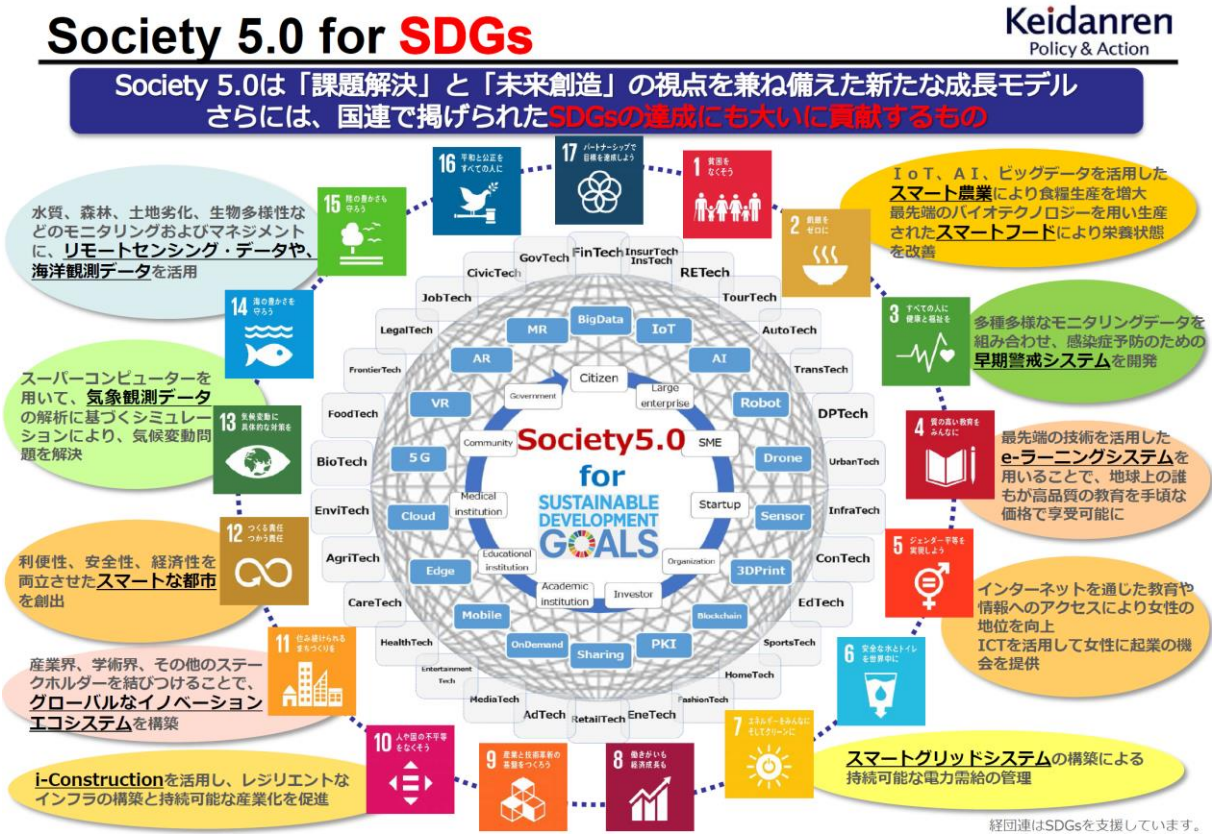 Society 5.0 for SDGs
Keidanren
Policy & Action
Society 5.0は「課題解決」と「未来創造」の視点を兼ね備えた新たな成長モデル
さらには、国連で掲げられたSDGsの達成にも大いに貢献するもの
16 平和と公正を
すべての人に
17 パートナーシップで
目標を達成しよう
1 貧困を
なくそう
15 陸の豊かさも
守ろう
2 飢餓を
ゼロに
ＩｏＴ、ＡＩ、ビッグデータを活用した
スマート農業により食糧生産を増大
最先端のバイオテクノロジーを用い生産
されたスマートフードにより栄養状態
を改善
水質、森林、土地劣化、生物多様性な
どのモニタリングおよびマネジメント
に、リモートセンシング・データや、
海洋観測データを活用
14 海の豊かさを
守ろう
3 すべての人に
健康と福祉を
多種多様なモニタリングデータを
組み合わせ、感染症予防のための
早期警戒システムを開発
スーパーコンピューターを
用いて、気象観測データ
の解析に基づくシミュレー
ションにより、気候変動問
題を解決
13 気候変動に
具体的な対策を
4 質の高い教育を
みんなに
最先端の技術を活用した
e-ラーニングシステムを
用いることで、地球上の誰
もが高品質の教育を手頃な
価格で享受可能に
12 つくる責任
つかう責任
利便性、安全性、経済性を
両立させたスマートな都市
を創出
5 ジェンダー平等を
実現しよう
インターネットを通じた教育や
情報へのアクセスにより女性の
地位を向上
ICTを活用して女性に起業の機
会を提供
11 住み続けられる
まちづくりを
産業界、学術界、その他のステー
クホルダーを結びつけることで、
グローバルなイノベーション
エコシステムを構築
6 安全な水とトイレ
を世界中に
10 人や国の不平等
をなくそう
9 産業と技術革新の
基盤をつくろう
8 働きがいも
経済成長も
7 エネルギーをみんなに
そしてクリーンに
i-Constructionを活用し、レジリエントな
インフラの構築と持続可能な産業化を促進
スマートグリッドシステムの構築による
持続可能な電力需給の管理
FinTech
InsurTech
InsTech
RETech
TourTech
AutoTech
TransTech
DPTech
UrbanTech
InfraTech
ConTech
EdTech
SportsTech
HomeTech
FashionTech
EneTech
RetailTech
AdTech
MediaTech
Entertainment
Tech
HealthTech
CareTech
AgriTech
EnviTech
BioTech
FoodTech
FrontierTech
LegalTech
JobTech
CivicTech
GovTech
BigData
IoT
AI
Robot
Drone
Sensor
3DPrint
Blockchain
PKI
Sharing
OnDemand
Mobile
Edge
Cloud
5G
VR
AR
MR
Citizen
Large
enterprise
SME
Startup
Organization
Investor
Academic
institution
Educational
institution
Medical
institution
Community
Government
Society5.0
for
SUSTAINABLE
DEVELOPMENT
GOALS
経団連はSDGsを支援しています。